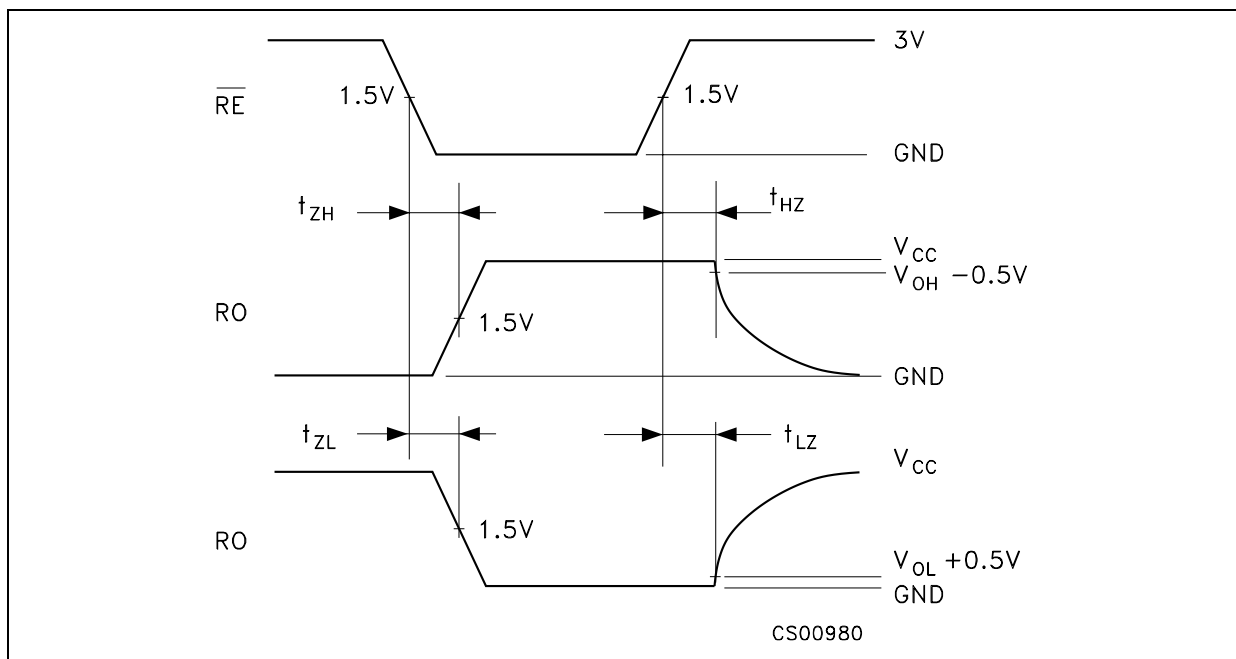 3V
RE
1.5V
1.5V
GND
tZH
tHZ
VCC
VOH -0.5V
RO
1.5V
GND
tZL
tLZ
VCC
RO
1.5V
VOL +0.5V
GND
CS00980